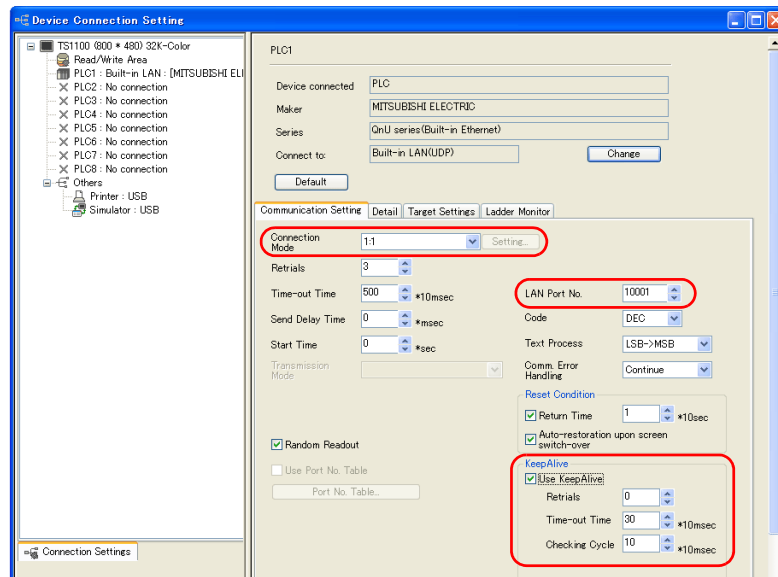 Device Connection Setting
TS1100 (800 * 480) 32K-Color
Read/Write Area
PLC1 : Built-in LAN : [MITSUBISHI ELI
PLC2 : No connection
PLC3 : No connection
PLC4 : No connection
PLC5 : No connection
PLC6 : No connection
PLC7 : No connection
PLC8 : No connection
Others
Printer : USB
Simulator : USB
Connection Settings
PLC1
Device connected PLC
Maker MITSUBISHI ELECTRIC
Series QnU series(Built-in Ethernet)
Connect to: Built-in LAN(UDP) Change
Default
Communication Setting Detail Target Settings Ladder Monitor
Connection Mode 1:1 Setting...
Retrials 3
Time-out Time 500 *10msec
Send Delay Time 0 *msec
Start Time 0 *sec
Transmission Mode
Random Readout
Use Port No. Table
Port No. Table...
LAN Port No. 10001
Code DEC
Text Process LSB->MSB
Comm. Error Handling Continue
Reset Condition
Return Time 1 *10sec
Auto-restoration upon screen
switch-over
KeepAlive
Use KeepAlive
Retrials 0
Time-out Time 30 *10msec
Checking Cycle 10 *10msec